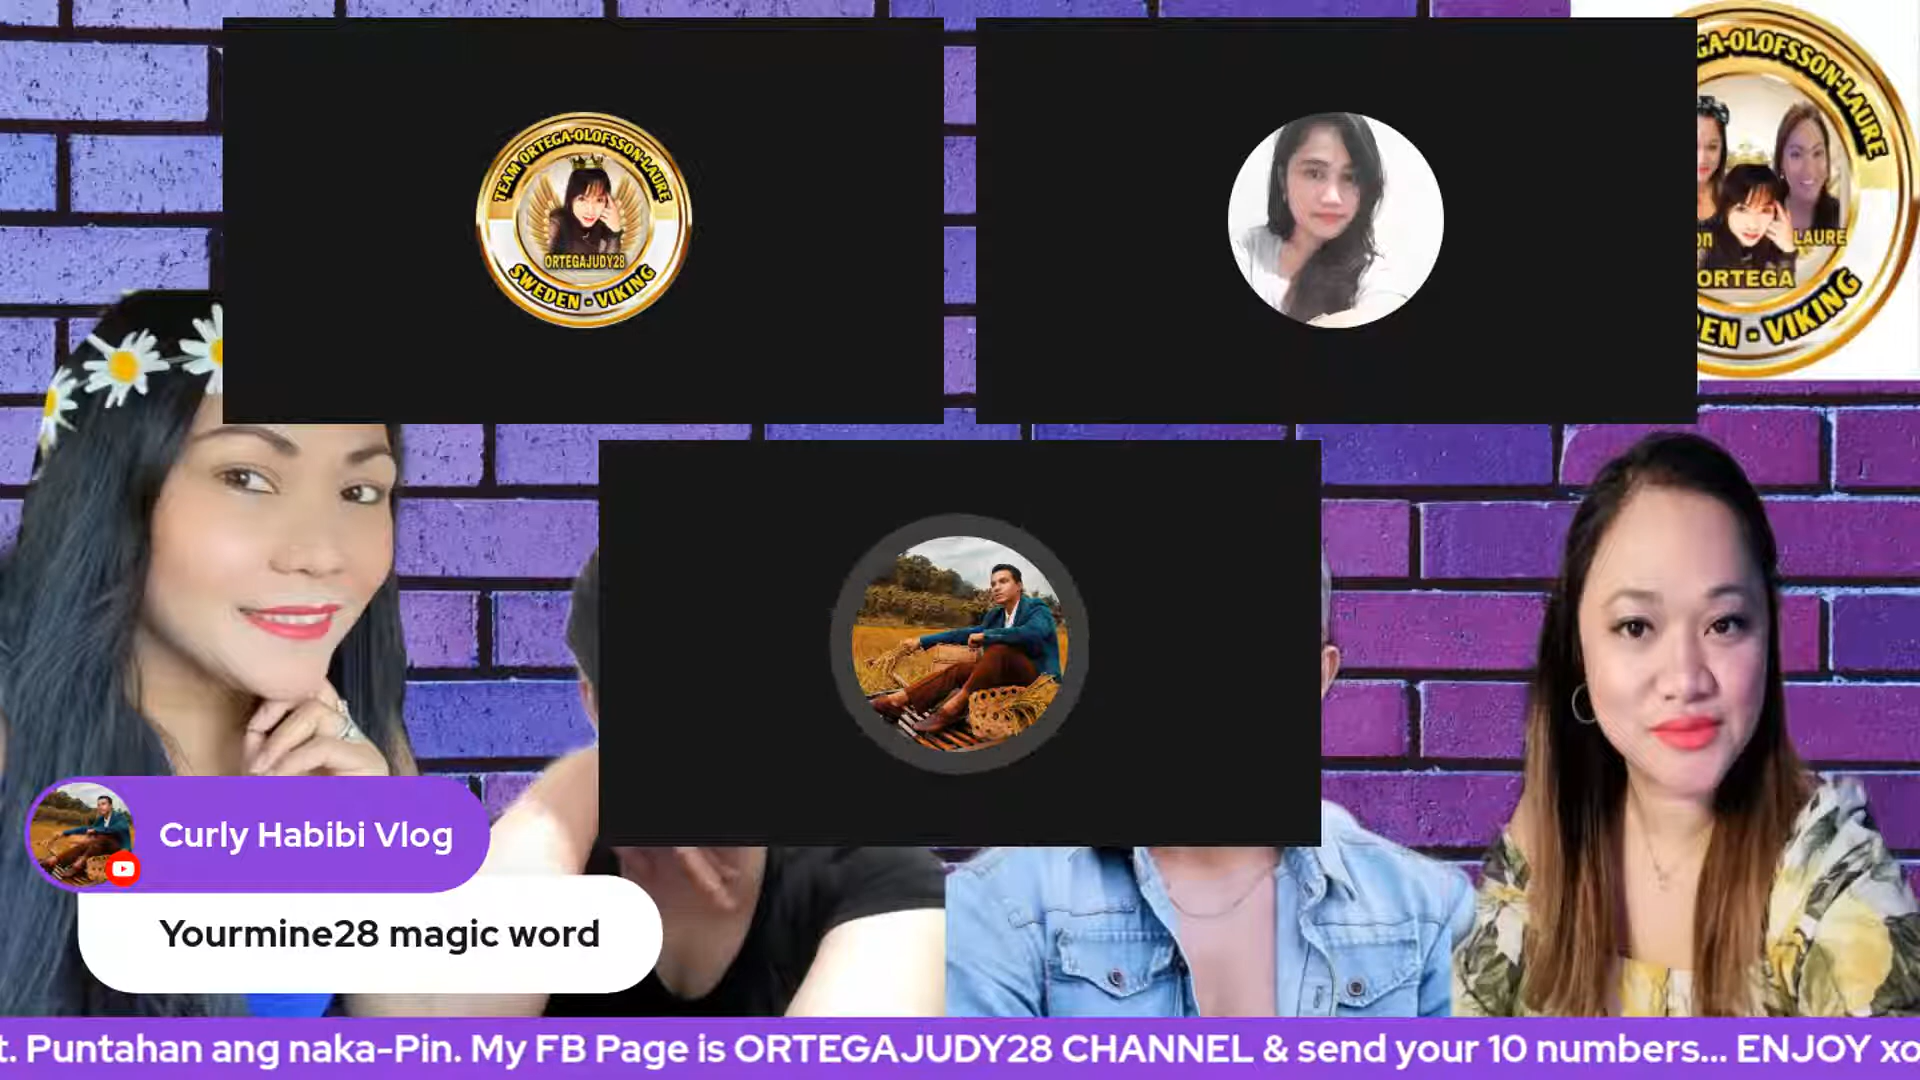 TEAM ORTEGA-OLOFSSON-LAURE
ORTEGAJUDY28
SWEDEN - VIKING
GA-OLOFSSON-LAURE
on
LAURE
ORTEGA
EN - VIKING
Curly Habibi Vlog
Yourmine28 magic word
t. Puntahan ang naka-Pin. My FB Page is ORTEGAJUDY28 CHANNEL & send your 10 numbers... ENJOY xo